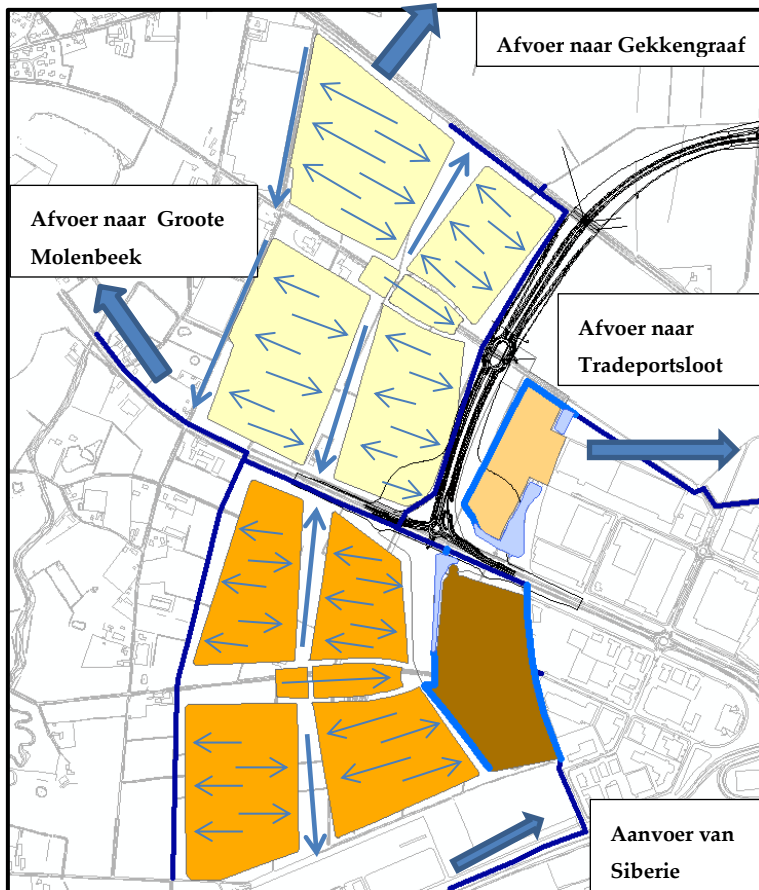 Afvoer naar Gekkengraaf
Afvoer naar Groote
Molenbeek
Afvoer naar
Tradeportsloot
Aanvoer van
Siberie